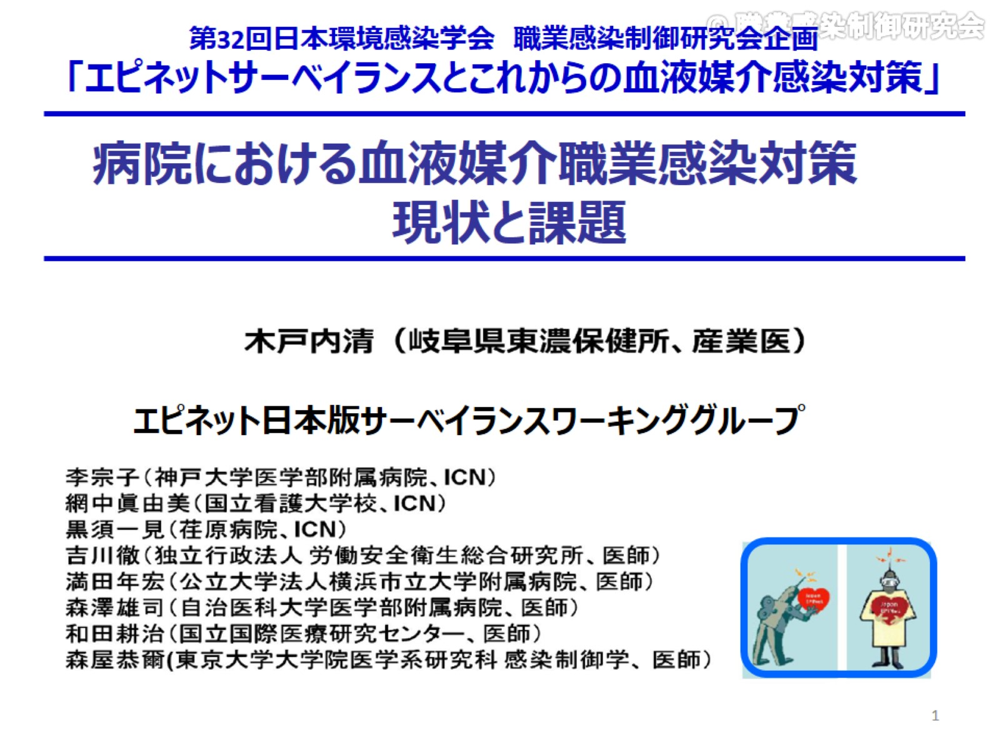 © 職業感染制御研究会
第32回日本環境感染学会 職業感染制御研究会企画
「エピネットサーベイランスとこれからの血液媒介感染対策」
病院における血液媒介職業感染対策
現状と課題
木戸内清（岐阜県東濃保健所、産業医）
エピネット日本版サーベイランスワーキンググループ
李宗子（神戸大学医学部附属病院、ICN）
網中眞由美（国立看護大学校、ICN）
黒須一見（荏原病院、ICN）
吉川徹（独立行政法人 労働安全衛生総合研究所、医師）
満田年宏（公立大学法人横浜市立大学附属病院、医師）
森澤雄司（自治医科大学医学部附属病院、医師）
和田耕治（国立国際医療研究センター、医師）
森屋恭爾(東京大学大学院医学系研究科 感染制御学、医師）
Japan
Japan
1